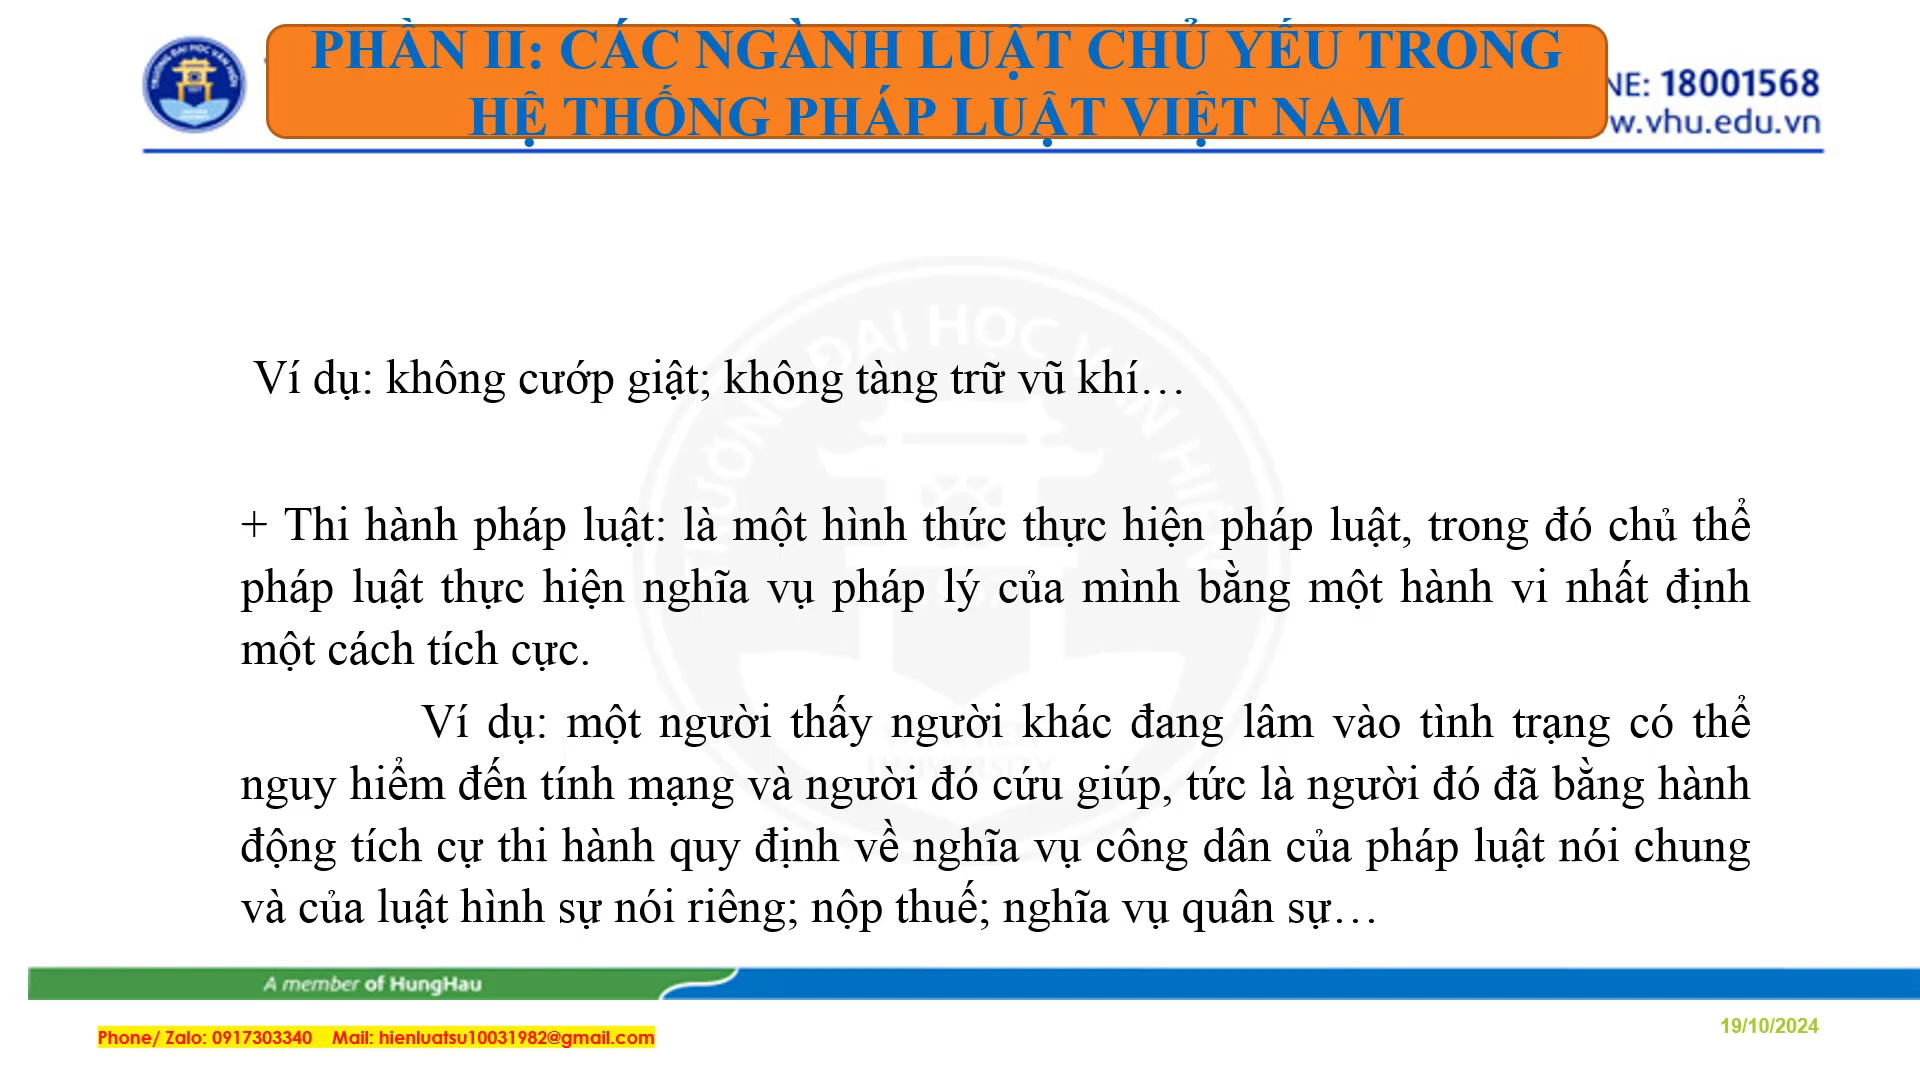 PHẦN II: CÁC NGÀNH LUẬT CHỦ YẾU TRONG
HỆ THỐNG PHÁP LUẬT VIỆT NAM
NE: 18001568
w.vhu.edu.vn
Ví dụ: không cướp giật; không tàng trữ vũ khí…
+ Thi hành pháp luật: là một hình thức thực hiện pháp luật, trong đó chủ thể
pháp luật thực hiện nghĩa vụ pháp lý của mình bằng một hành vi nhất định
một cách tích cực.
Ví dụ: một người thấy người khác đang lâm vào tình trạng có thể
nguy hiểm đến tính mạng và người đó cứu giúp, tức là người đó đã bằng hành
động tích cự thi hành quy định về nghĩa vụ công dân của pháp luật nói chung
và của luật hình sự nói riêng; nộp thuế; nghĩa vụ quân sự…
A member of HungHau
Phone/ Zalo: 0917303340 Mail: hienluatsu10031982@gmail.com
19/10/2024